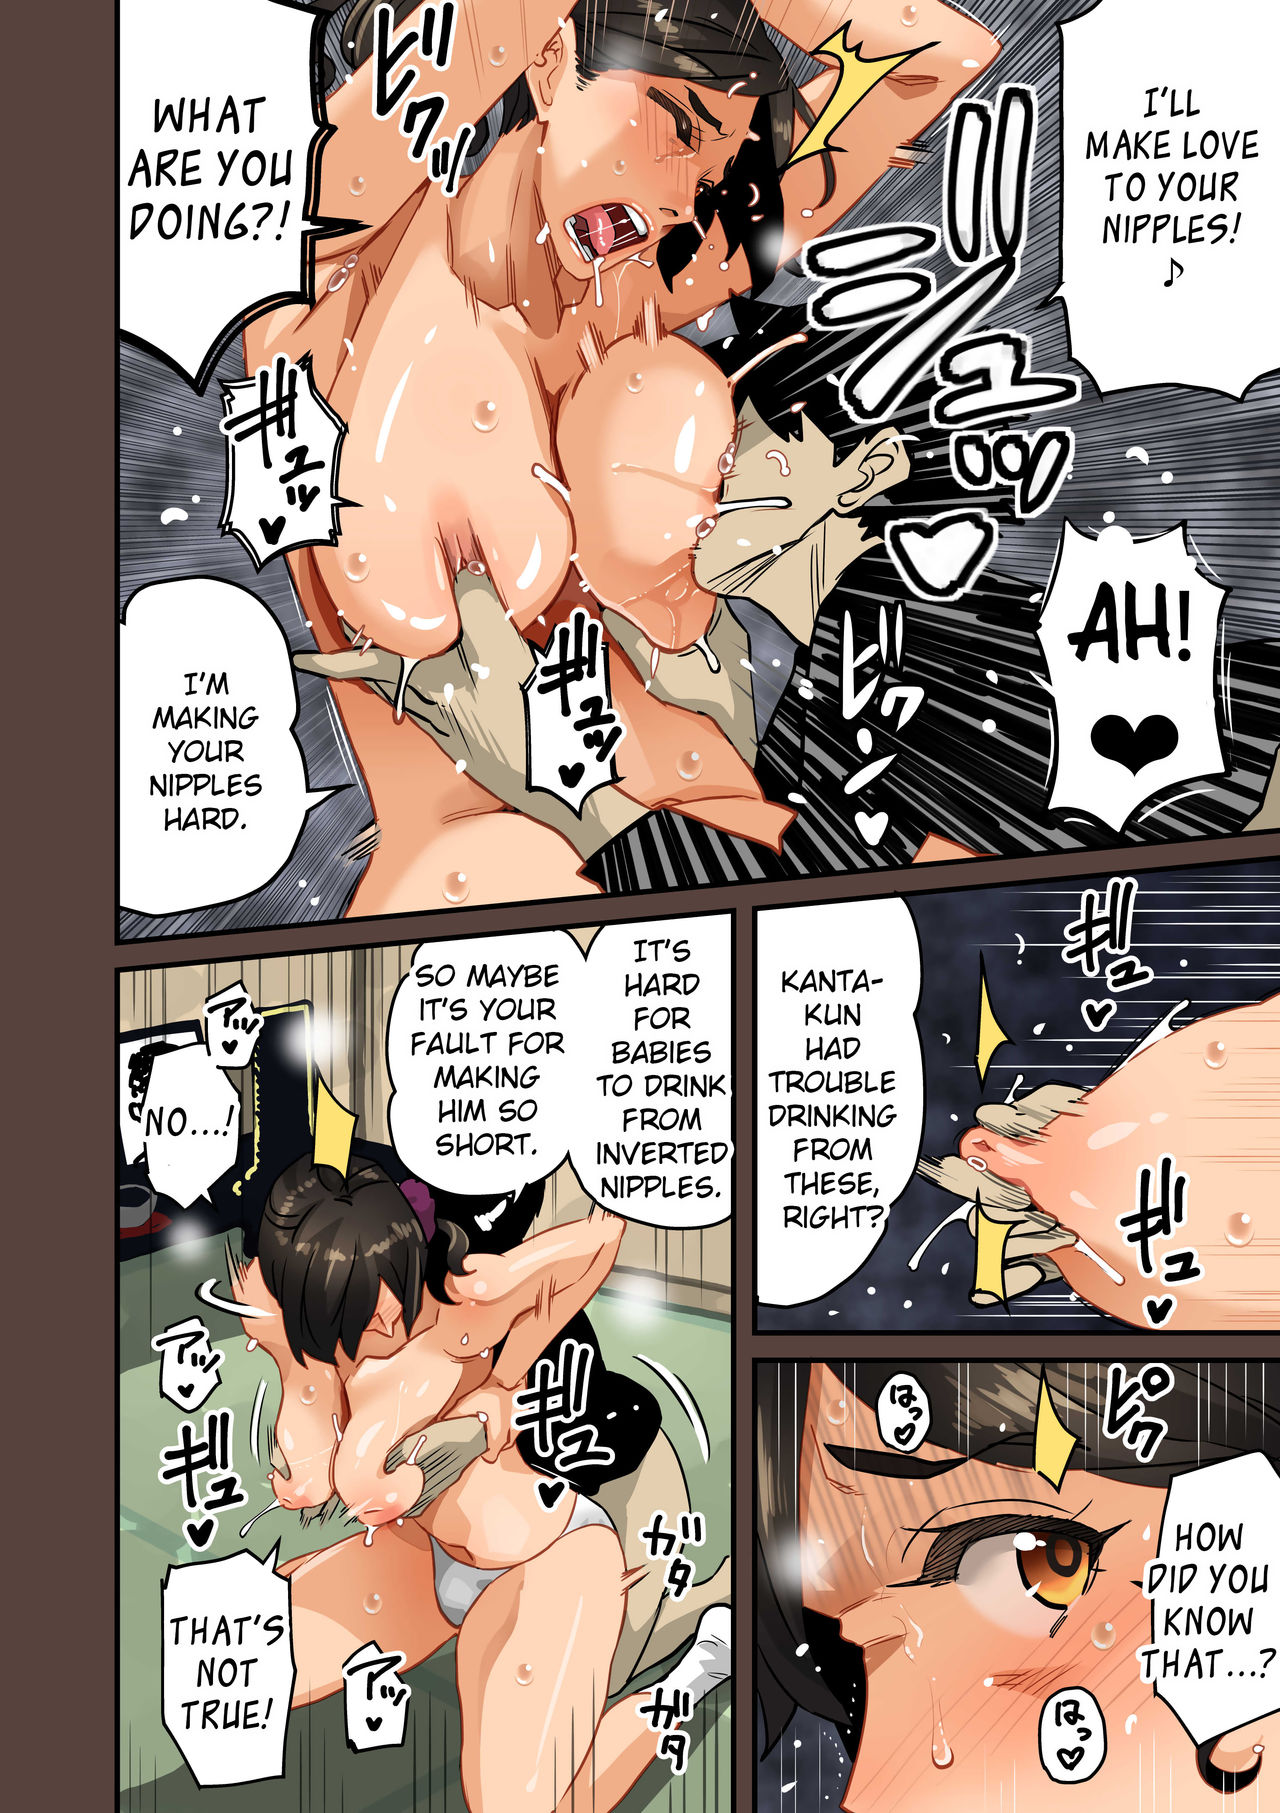 I'LL
MAKE LOVE
TO YOUR
NIPPLES!
♪
WHAT
ARE YOU
DOING?!
ビクッ
ヂュッ
ギュッ♥
AH!
♥
ギュッ♥
ビクン
I'M
MAKING
YOUR
NIPPLES
HARD.
KANTA-
KUN
HAD
TROUBLE
DRINKING
FROM
THESE,
RIGHT?
ギュ♥
ギュ♥
IT'S
HARD
FOR
BABIES
TO DRINK
FROM
INVERTED
NIPPLES.
SO MAYBE
IT'S YOUR
FAULT FOR
MAKING
HIM SO
SHORT.
アッ♥
NO...!
アッ♥
ギュ♥
ギュ♥
THAT'S
NOT
TRUE!
アッ♥
ガタ
ガタ
ピク
はっ♥
HOW
DID YOU
KNOW
THAT...?
はっ♥